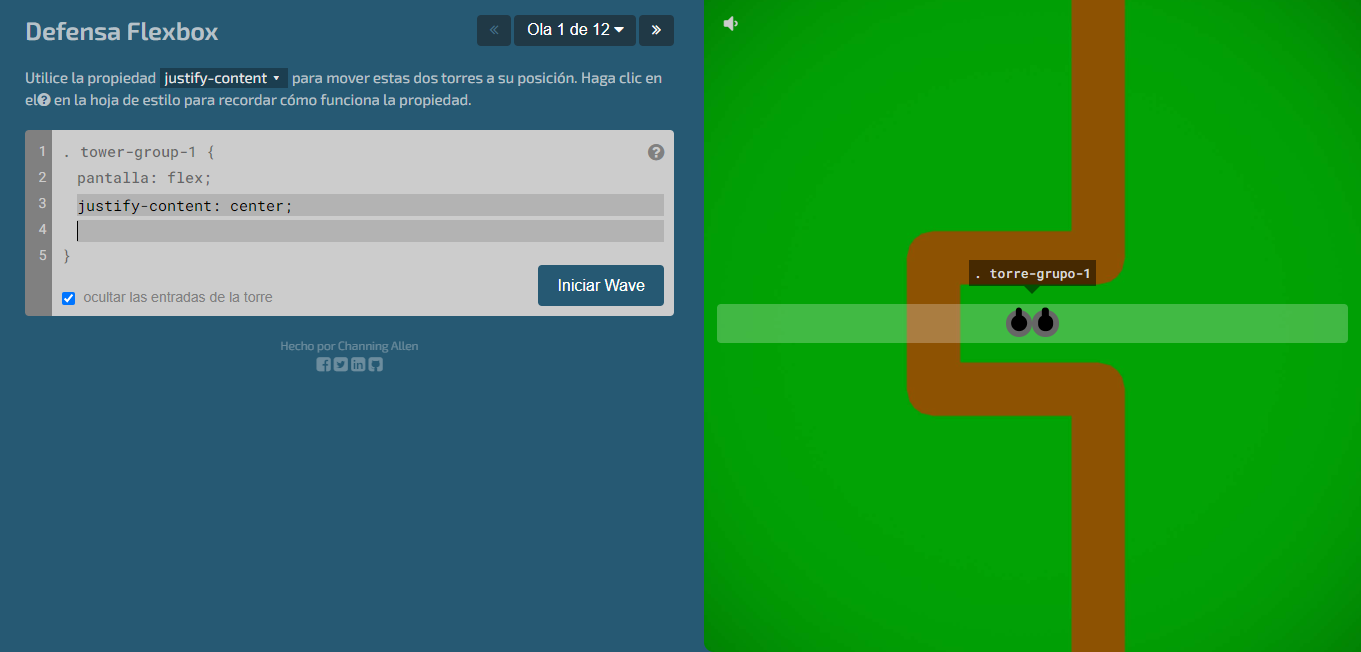 Defensa Flexbox
«
Ola 1 de 12
»
Utilice la propiedad justify-content para mover estas dos torres a su posición. Haga clic en
el? en la hoja de estilo para recordar cómo funciona la propiedad.
1 . tower-group-1 {
?
2 pantalla: flex;
3 justify-content: center;
4
5 }
ocultar las entradas de la torre
Iniciar Wave
Hecho por Channing Allen
. torre-grupo-1